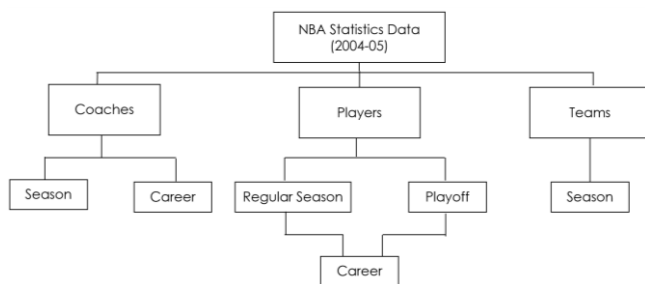 NBA Statistics Data
(2004-05)
Coaches
Players
Teams
Season
Career
Regular Season
Playoff
Season
Career